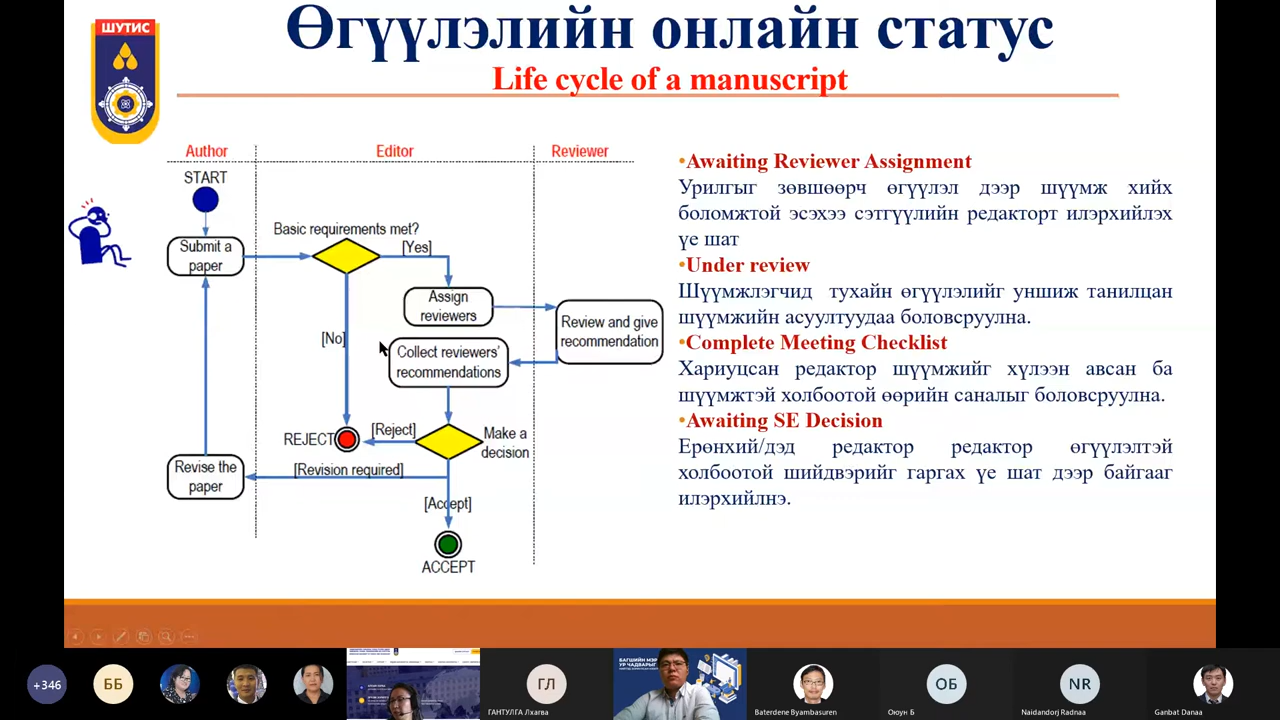 ШУТИС
Өгүүлэлийн онлайн статус
Life cycle of a manuscript
Author
Editor
Reviewer
START
Submit a
paper
Basic requirements met?
[Yes]
[No]
Assign
reviewers
Review and give
recommendation
Collect reviewers'
recommendations
Make a
decision
[Reject]
REJECT
[Revision required]
Revise the
paper
[Accept]
ACCEPT
•Awaiting Reviewer Assignment
Урилгыг зөвшөөрч өгүүлэл дээр шүүмж хийх
боломжтой эсэхээ сэтгүүлийн редакторт илэрхийлэх
үе шат
•Under review
Шүүмжлэгчид тухайн өгүүлэлийг уншиж танилцан
шүүмжийн асуултуудаа боловсруулна.
•Complete Meeting Checklist
Хариуцсан редактор шүүмжийг хүлээн авсан ба
шүүмжтэй холбоотой өөрийн саналыг боловсруулна.
•Awaiting SE Decision
Ерөнхий/дэд редактор редактор өгүүлэлтэй
холбоотой шийдвэрийг гаргах үе шат дээр байгааг
илэрхийлнэ.
+346
ББ
ГЛ
ГАНТУЛГА Лхагва
БАГШИЙН МЭР
УР ЧАДВАРЫГ
Baterdene Byambasuren
ОБ
Оюун Б
NR
Naidandorj Radnaa
Ganbat Danaa